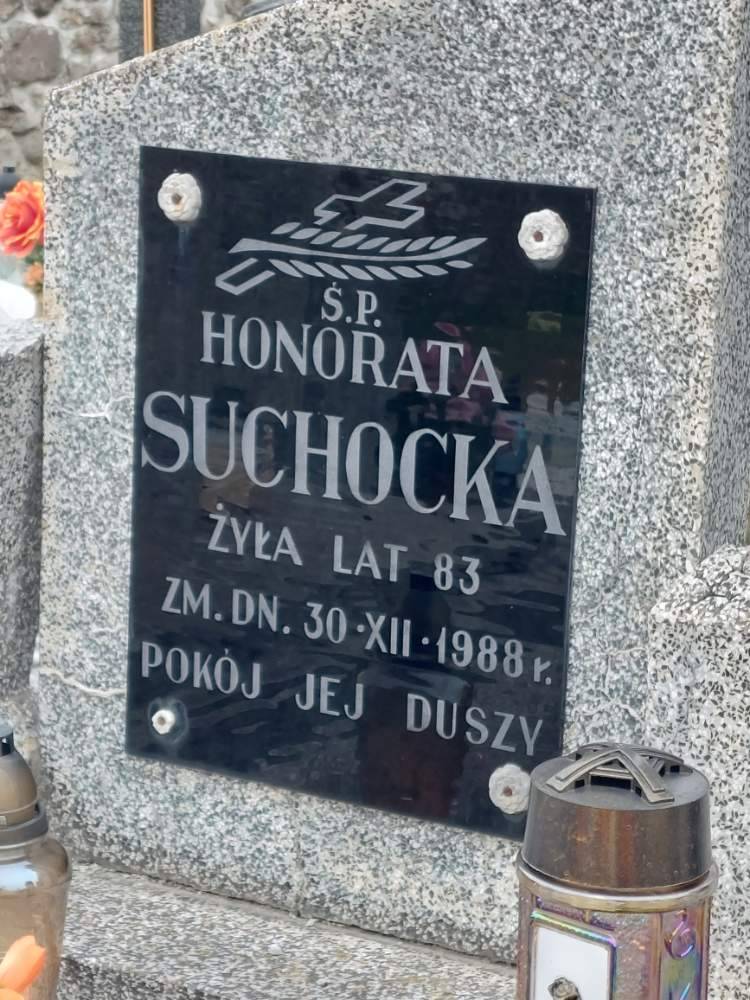 Ś.P.
HONORATA
SUCHOCKA
ŻYŁA LAT 83
ZM. DN. 30·XII·1988 r.
POKÓJ JEJ DUSZY